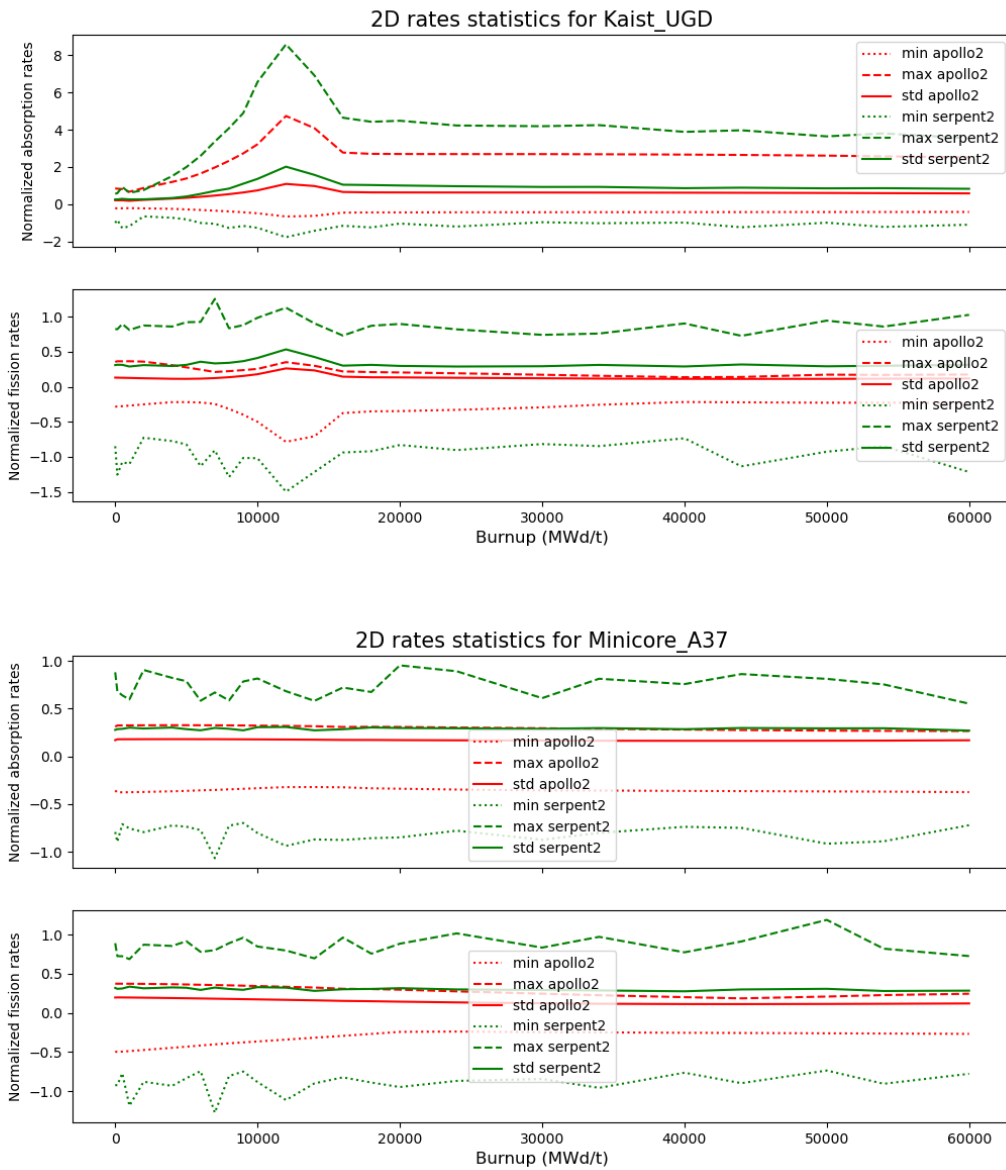 2D rates statistics for Kaist_UGD
Normalized absorption rates
8
6
4
2
0
−2
min apollo2
max apollo2
std apollo2
min serpent2
max serpent2
std serpent2
Normalized fission rates
1.0
0.5
0.0
−0.5
−1.0
−1.5
min apollo2
max apollo2
std apollo2
min serpent2
max serpent2
std serpent2
0 10000 20000 30000 40000 50000 60000
Burnup (MWd/t)
2D rates statistics for Minicore_A37
Normalized absorption rates
1.0
0.5
0.0
−0.5
−1.0
min apollo2
max apollo2
std apollo2
min serpent2
max serpent2
std serpent2
Normalized fission rates
1.0
0.5
0.0
−0.5
−1.0
min apollo2
max apollo2
std apollo2
min serpent2
max serpent2
std serpent2
0 10000 20000 30000 40000 50000 60000
Burnup (MWd/t)